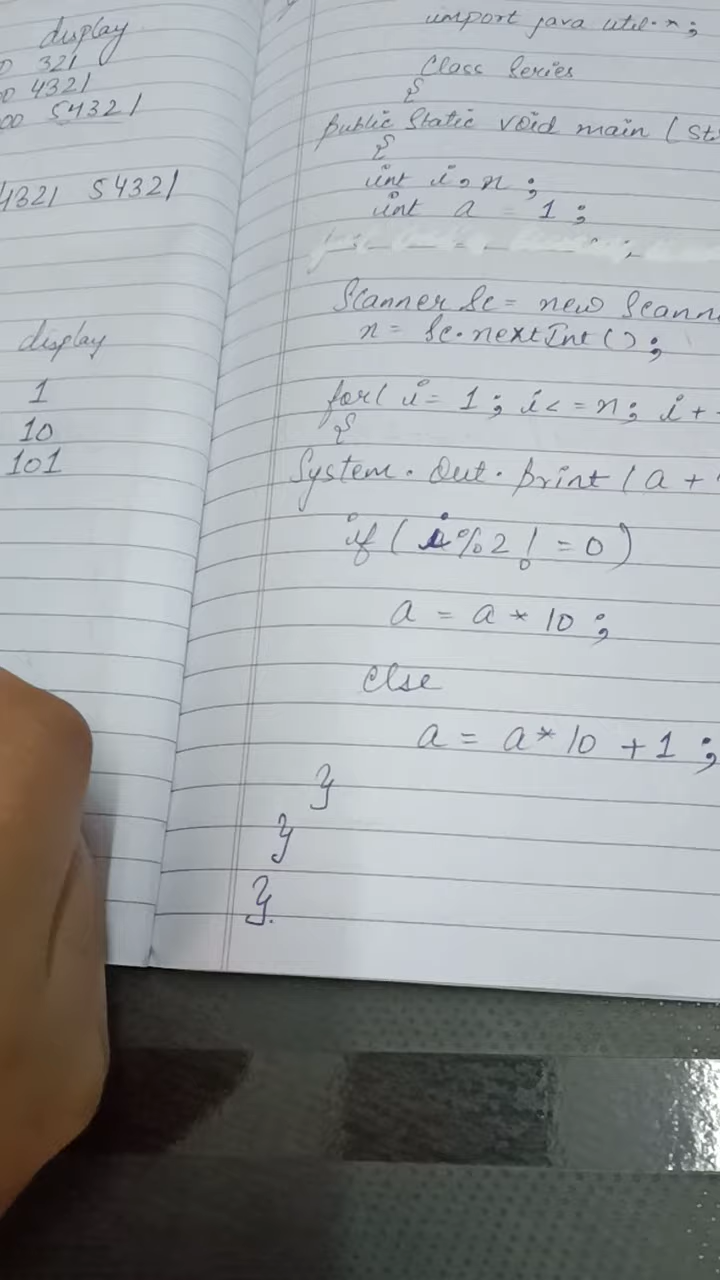 display
321
4321
00 54321
4321 54321
display
1
10
101
import java util.*;
Class Series
{
public Static void main (St
{
int i, n ;
int a = 1 ;
Scanner Sc = new Scann
n = Sc.nextInt() ;
for( i = 1 ; i <= n ; i +
{
System.Out.print ( a + "
if ( i%2 ! = 0 )
a = a * 10 ;
else
a = a * 10 + 1 ;
}
}
}